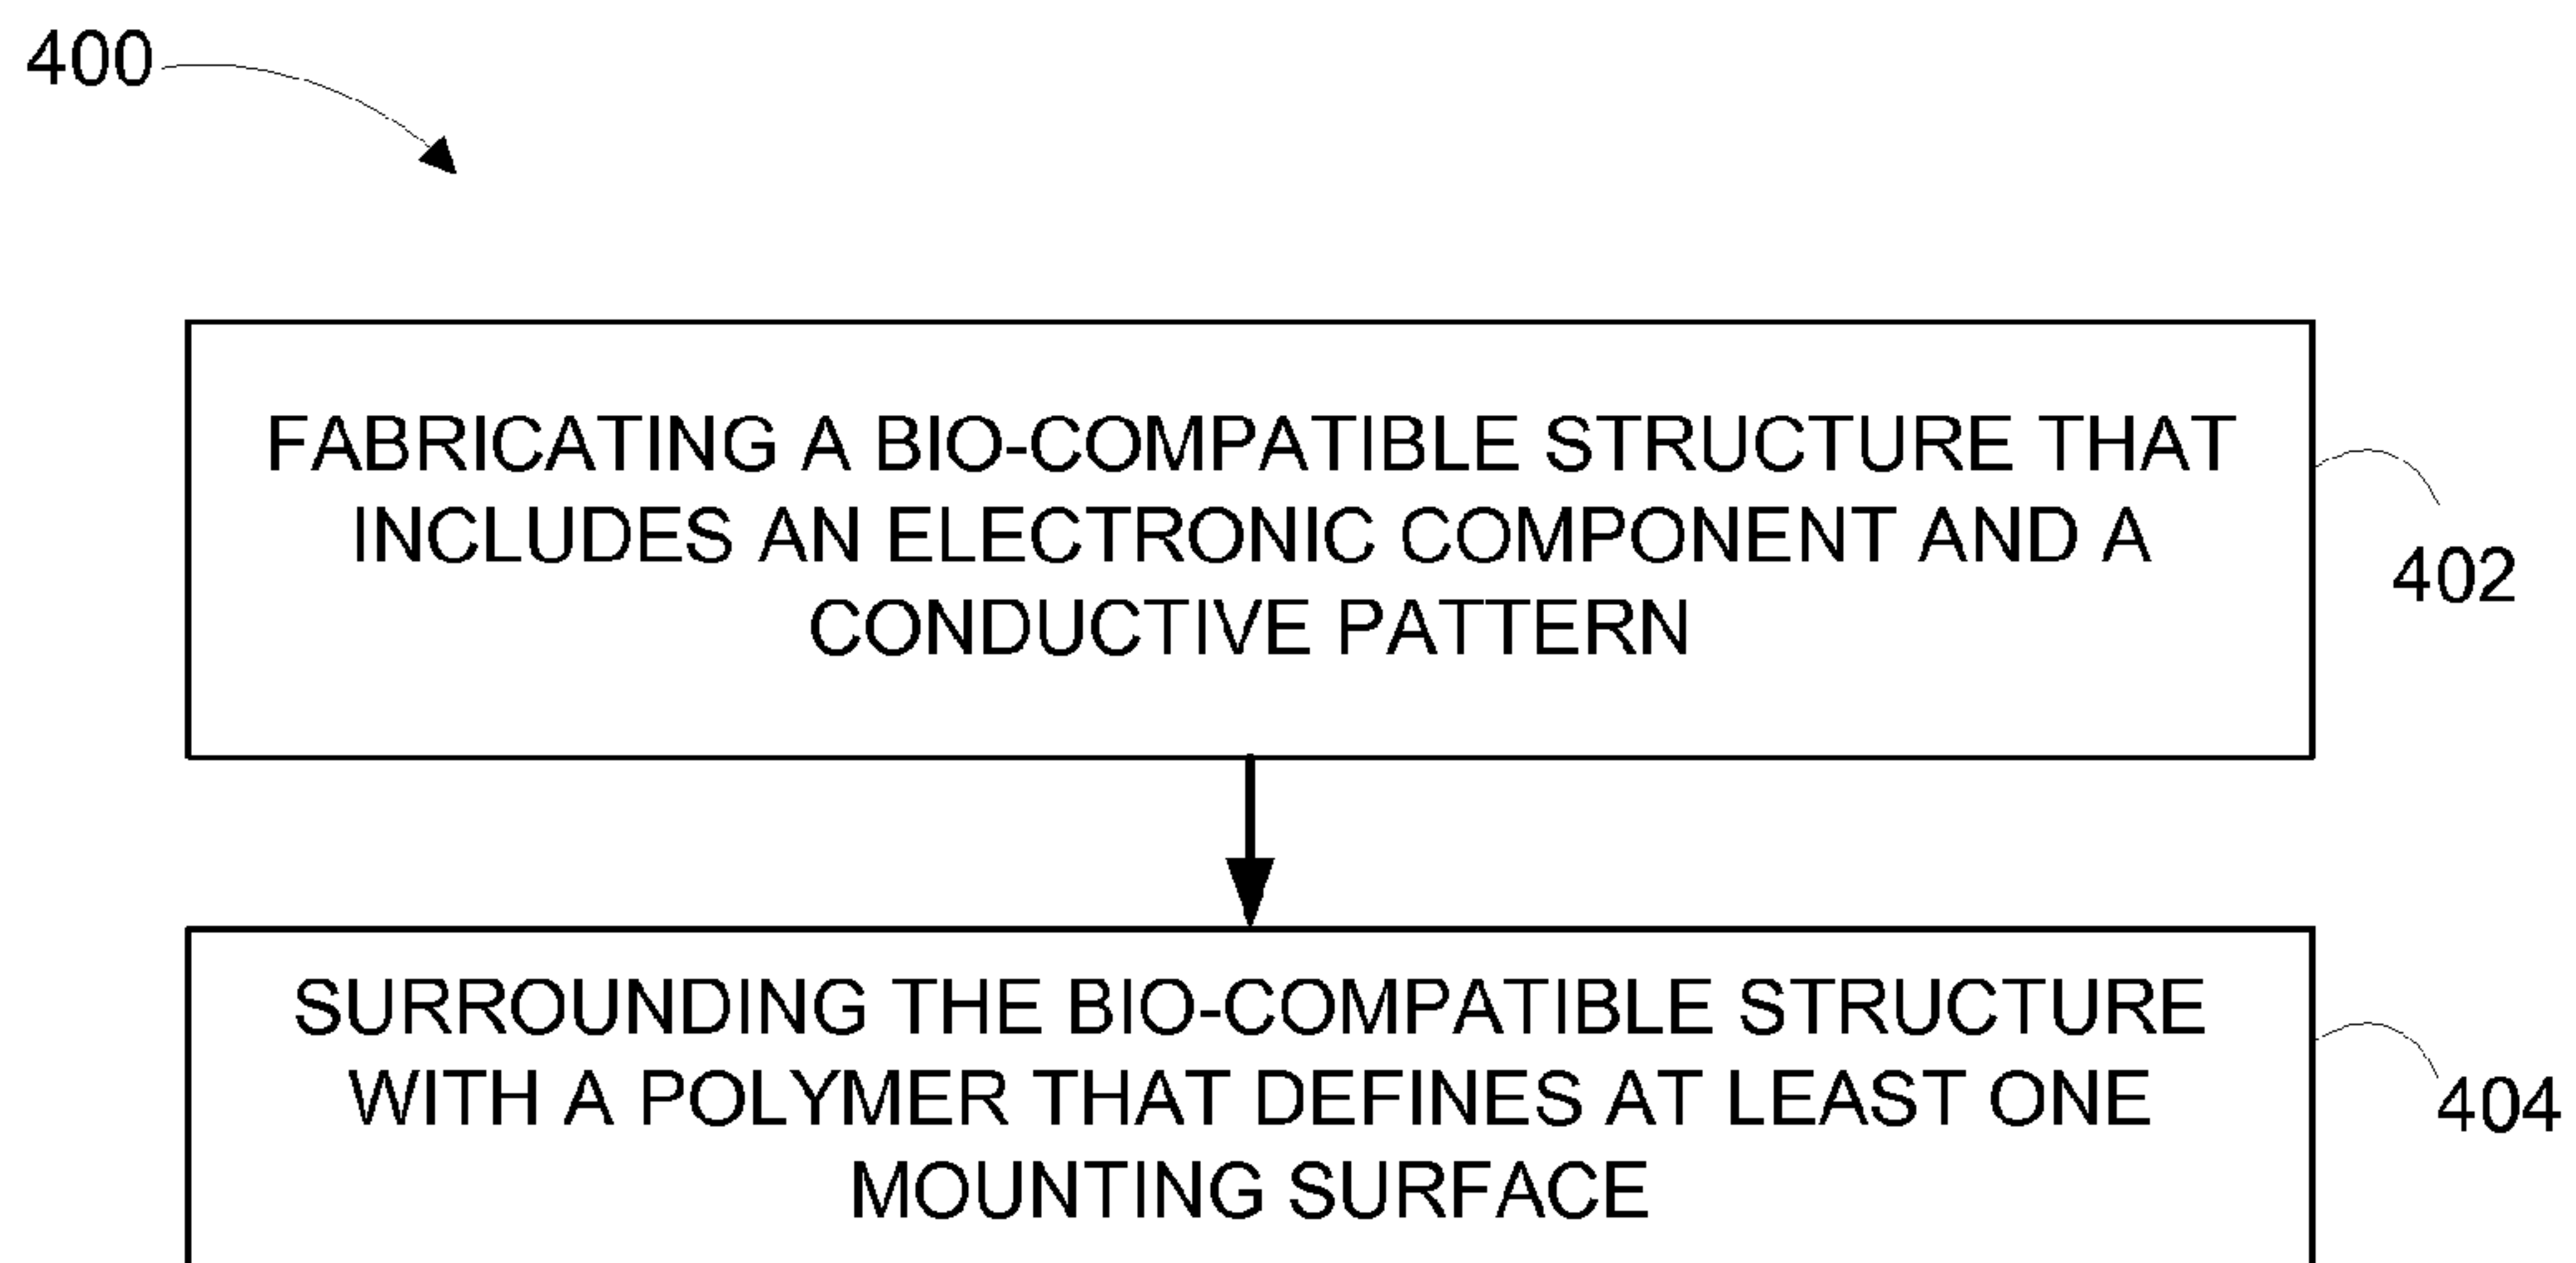 400
FABRICATING A BIO-COMPATIBLE STRUCTURE THAT
INCLUDES AN ELECTRONIC COMPONENT AND A
CONDUCTIVE PATTERN
402
SURROUNDING THE BIO-COMPATIBLE STRUCTURE
WITH A POLYMER THAT DEFINES AT LEAST ONE
MOUNTING SURFACE
404